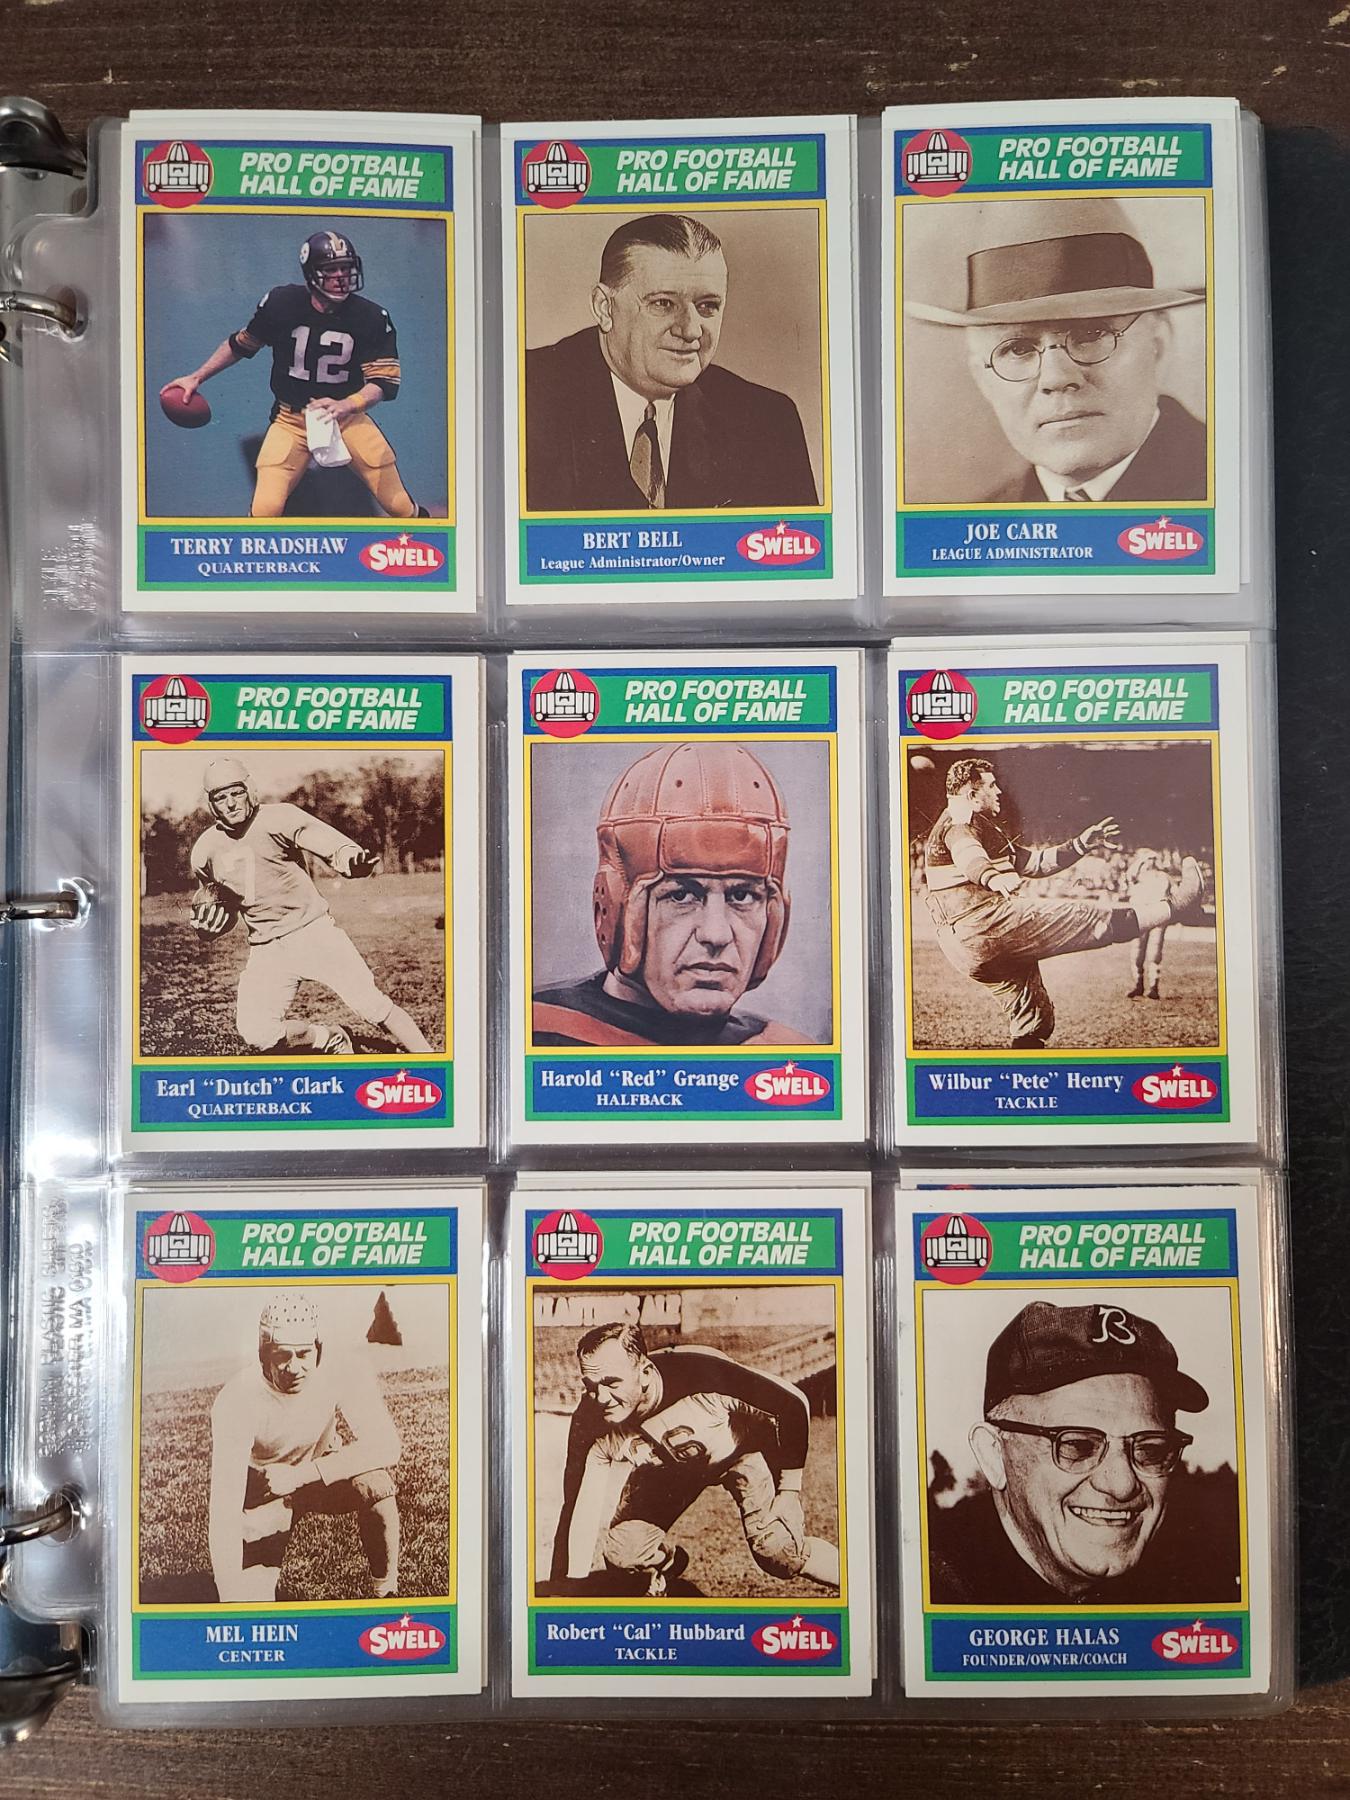 PRO FOOTBALL
HALL OF FAME
12
TERRY BRADSHAW
QUARTERBACK
SWELL
PRO FOOTBALL
HALL OF FAME
BERT BELL
League Administrator/Owner
SWELL
PRO FOOTBALL
HALL OF FAME
JOE CARR
LEAGUE ADMINISTRATOR
SWELL
PRO FOOTBALL
HALL OF FAME
7
Earl "Dutch" Clark
QUARTERBACK
SWELL
PRO FOOTBALL
HALL OF FAME
Harold "Red" Grange
HALFBACK
SWELL
PRO FOOTBALL
HALL OF FAME
Wilbur "Pete" Henry
TACKLE
SWELL
PRO FOOTBALL
HALL OF FAME
MEL HEIN
CENTER
SWELL
PRO FOOTBALL
HALL OF FAME
Robert "Cal" Hubbard
TACKLE
SWELL
PRO FOOTBALL
HALL OF FAME
B
GEORGE HALAS
FOUNDER/OWNER/COACH
SWELL